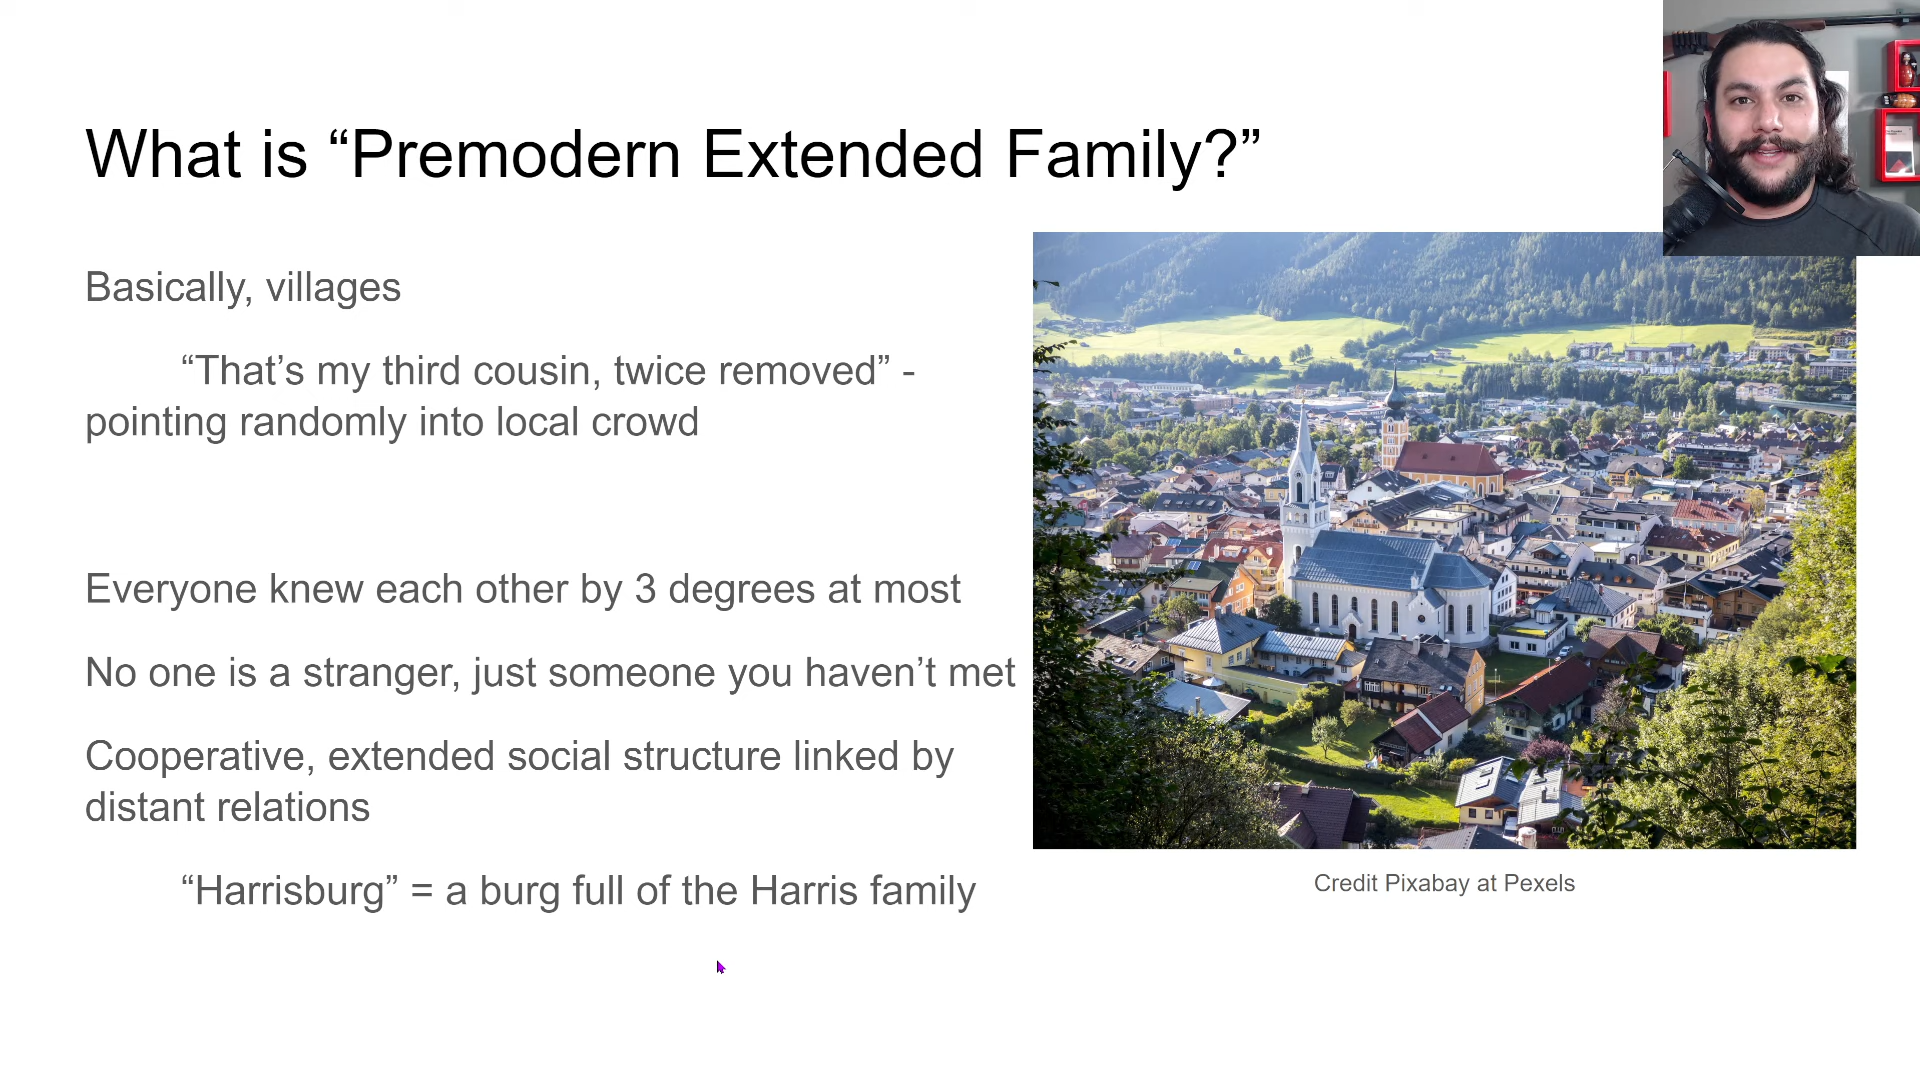 What is “Premodern Extended Family?”
Basically, villages
“That’s my third cousin, twice removed” -
pointing randomly into local crowd
Everyone knew each other by 3 degrees at most
No one is a stranger, just someone you haven’t met
Cooperative, extended social structure linked by
distant relations
“Harrisburg” = a burg full of the Harris family
Credit Pixabay at Pexels